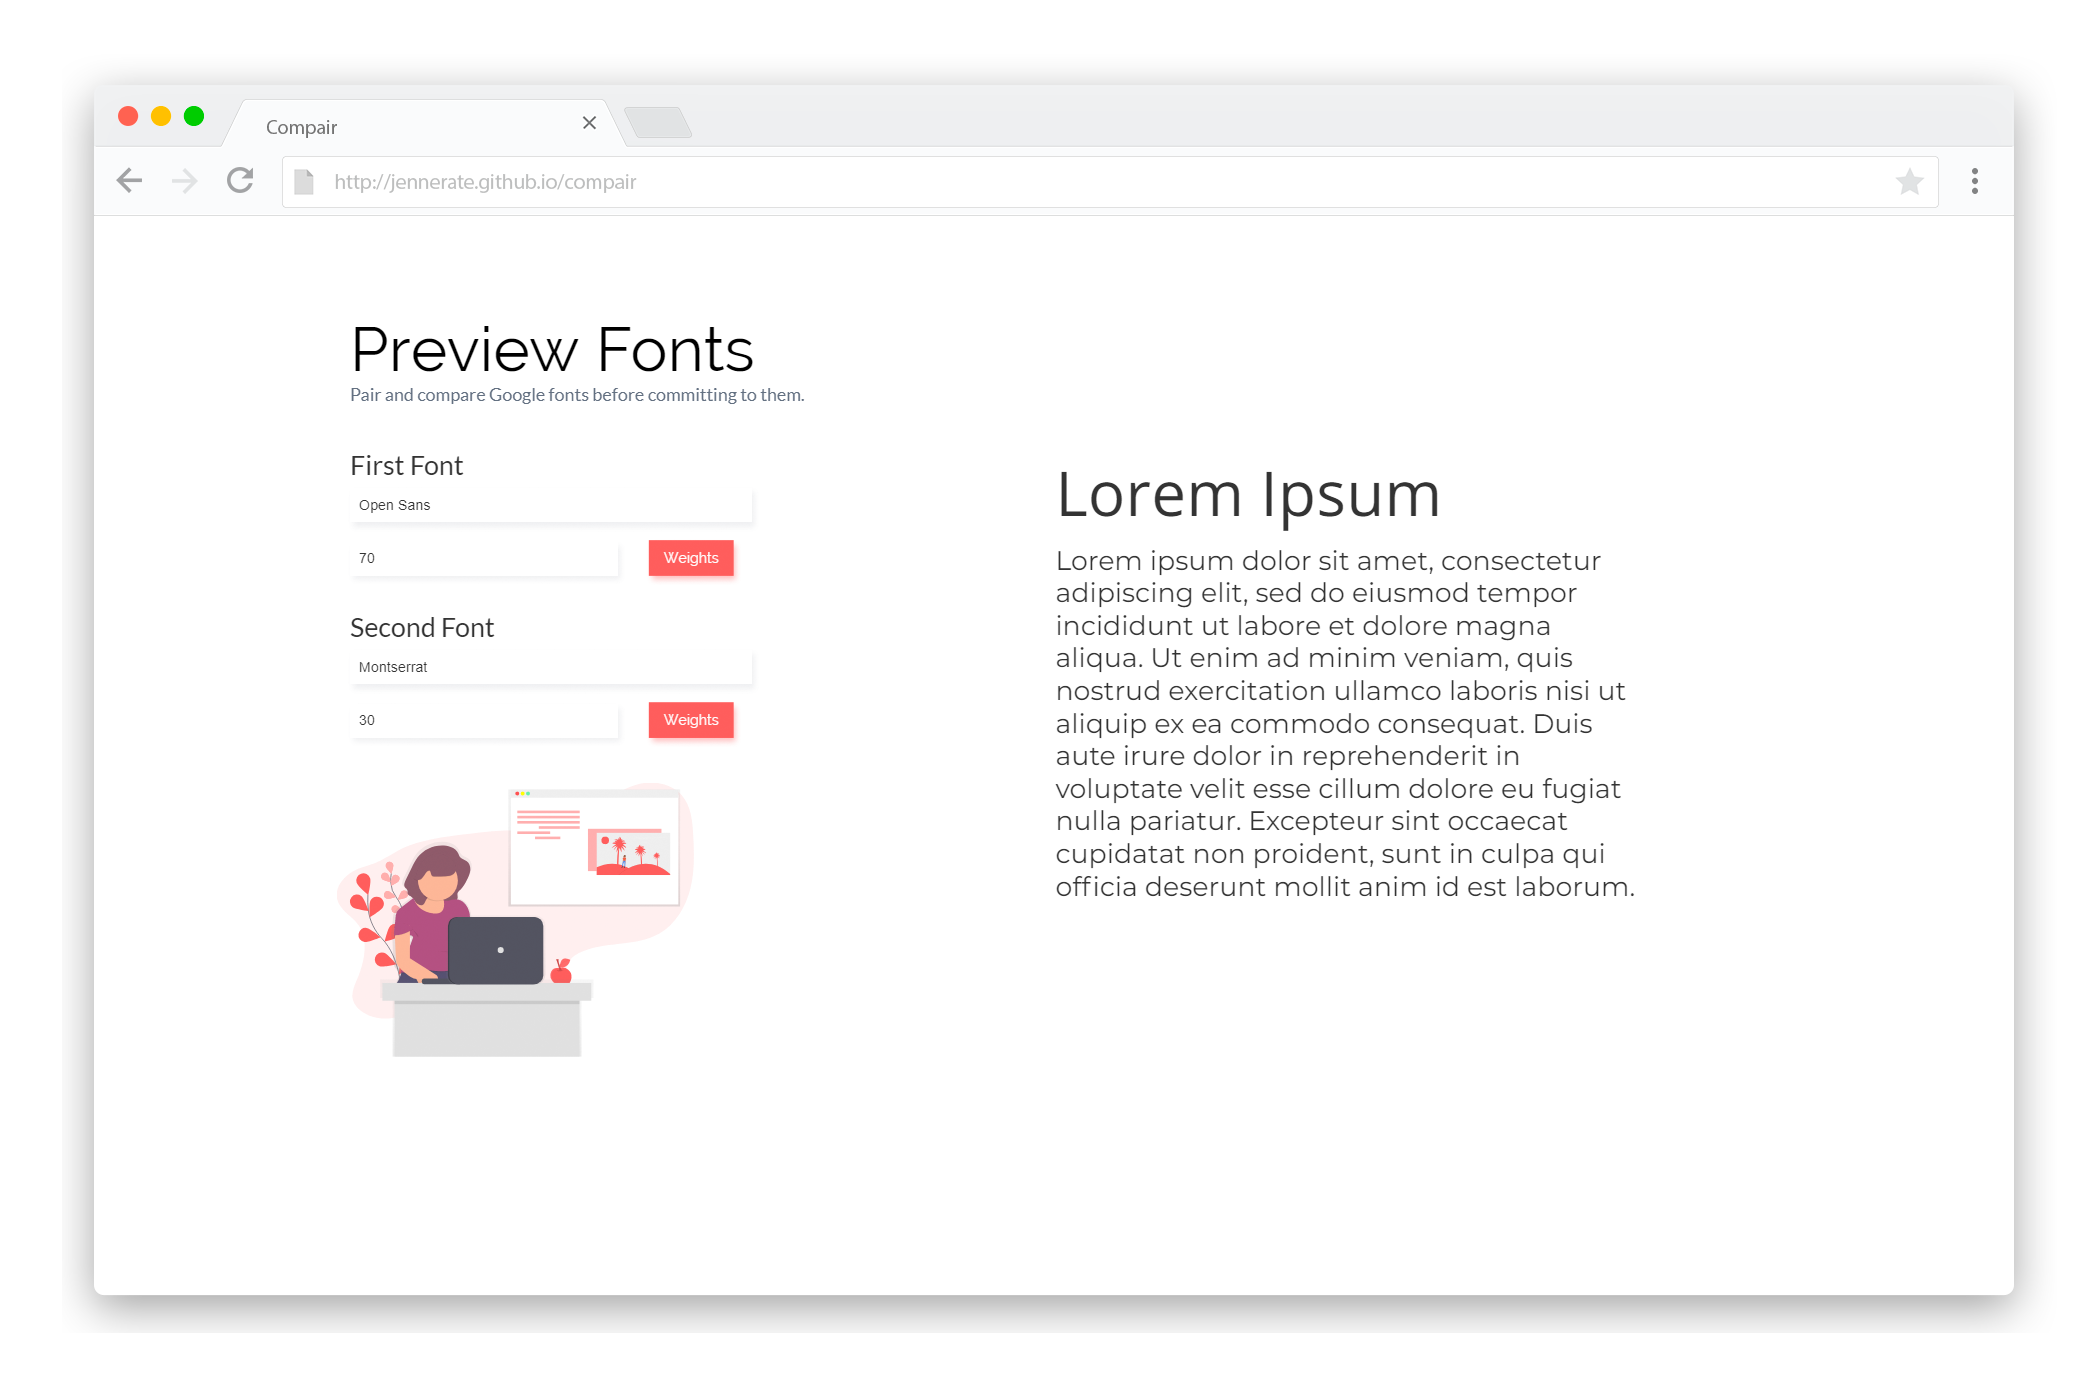 Compair
http://jennerate.github.io/compair
Preview Fonts
Pair and compare Google fonts before committing to them.
First Font
Open Sans
70
Weights
Second Font
Montserrat
30
Weights
Lorem Ipsum
Lorem ipsum dolor sit amet, consectetur
adipiscing elit, sed do eiusmod tempor
incididunt ut labore et dolore magna
aliqua. Ut enim ad minim veniam, quis
nostrud exercitation ullamco laboris nisi ut
aliquip ex ea commodo consequat. Duis
aute irure dolor in reprehenderit in
voluptate velit esse cillum dolore eu fugiat
nulla pariatur. Excepteur sint occaecat
cupidatat non proident, sunt in culpa qui
officia deserunt mollit anim id est laborum.